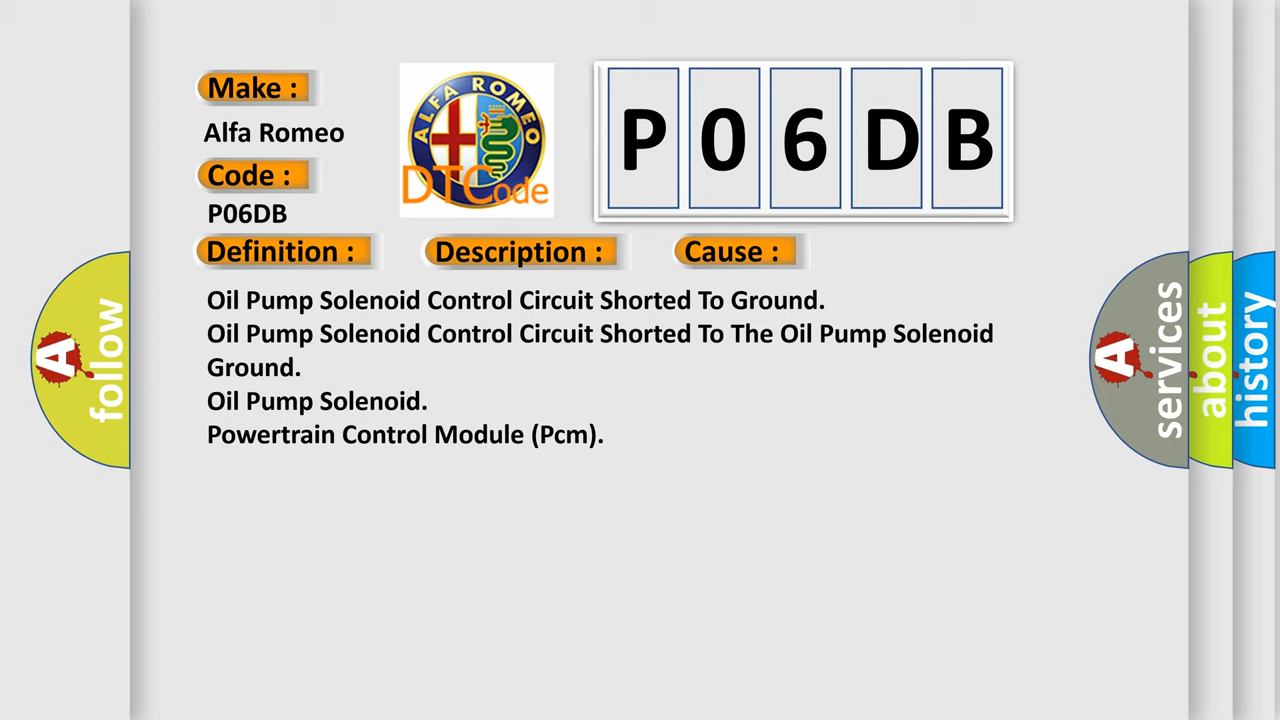 Make :
Alfa Romeo
Code :
P06DB
ALFA ROMEO
DTCode
P06DB
Definition :
Description :
Cause :
Oil Pump Solenoid Control Circuit Shorted To Ground.
Oil Pump Solenoid Control Circuit Shorted To The Oil Pump Solenoid
Ground.
Oil Pump Solenoid.
Powertrain Control Module (Pcm).
A
follow
A
services
about
history